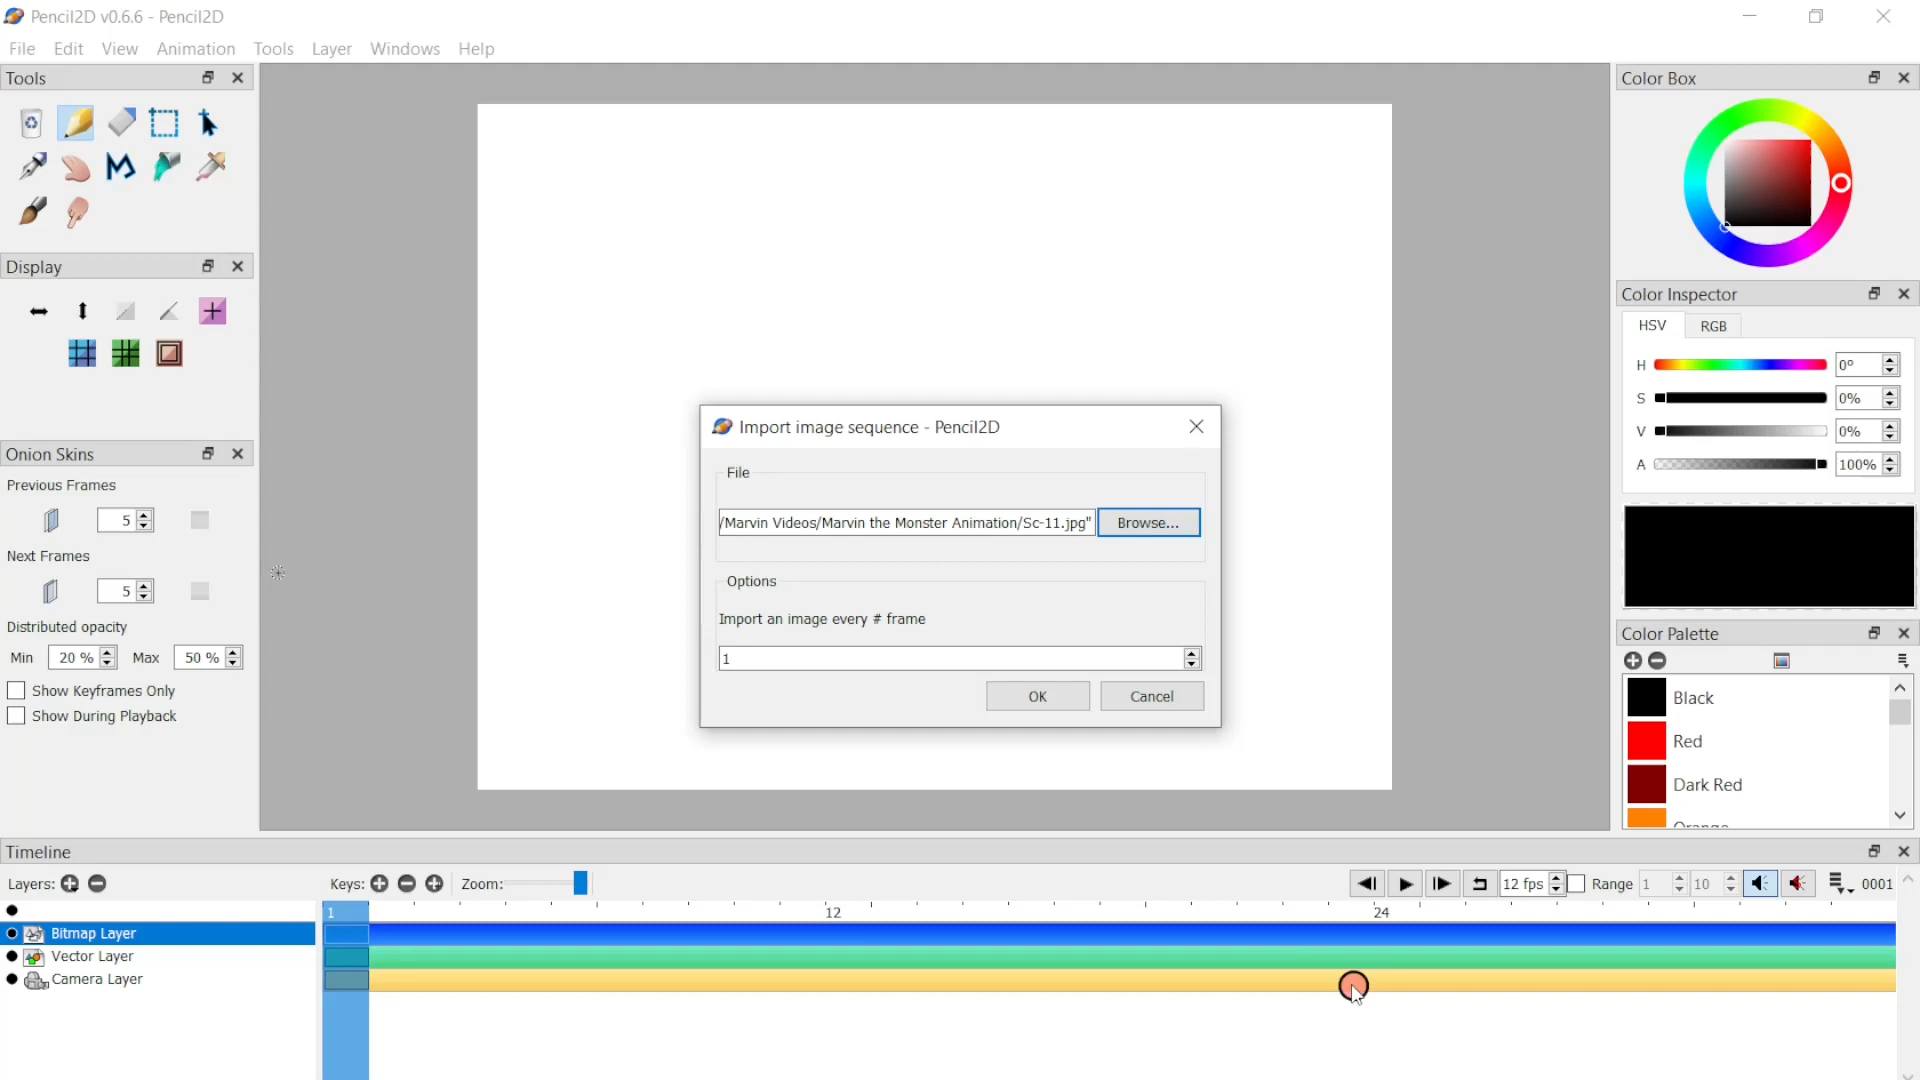 Pencil2D v0.6.6 - Pencil2D
File Edit View Animation Tools Layer Windows Help
Tools
Display
Onion Skins
Previous Frames
5
Next Frames
5
Distributed opacity
Min 20 % Max 50 %
Show Keyframes Only
Show During Playback
Import image sequence - Pencil2D
File
/Marvin Videos/Marvin the Monster Animation/Sc-11.jpg" Browse...
Options
Import an image every # frame
1
OK Cancel
Color Box
Color Inspector
HSV RGB
H 0°
S 0%
V 0%
A 100%
Color Palette
Black
Red
Dark Red
Orange
Timeline
Layers: Keys: Zoom: 12 fps Range 1 10 0001
1 12 24
Bitmap Layer
Vector Layer
Camera Layer